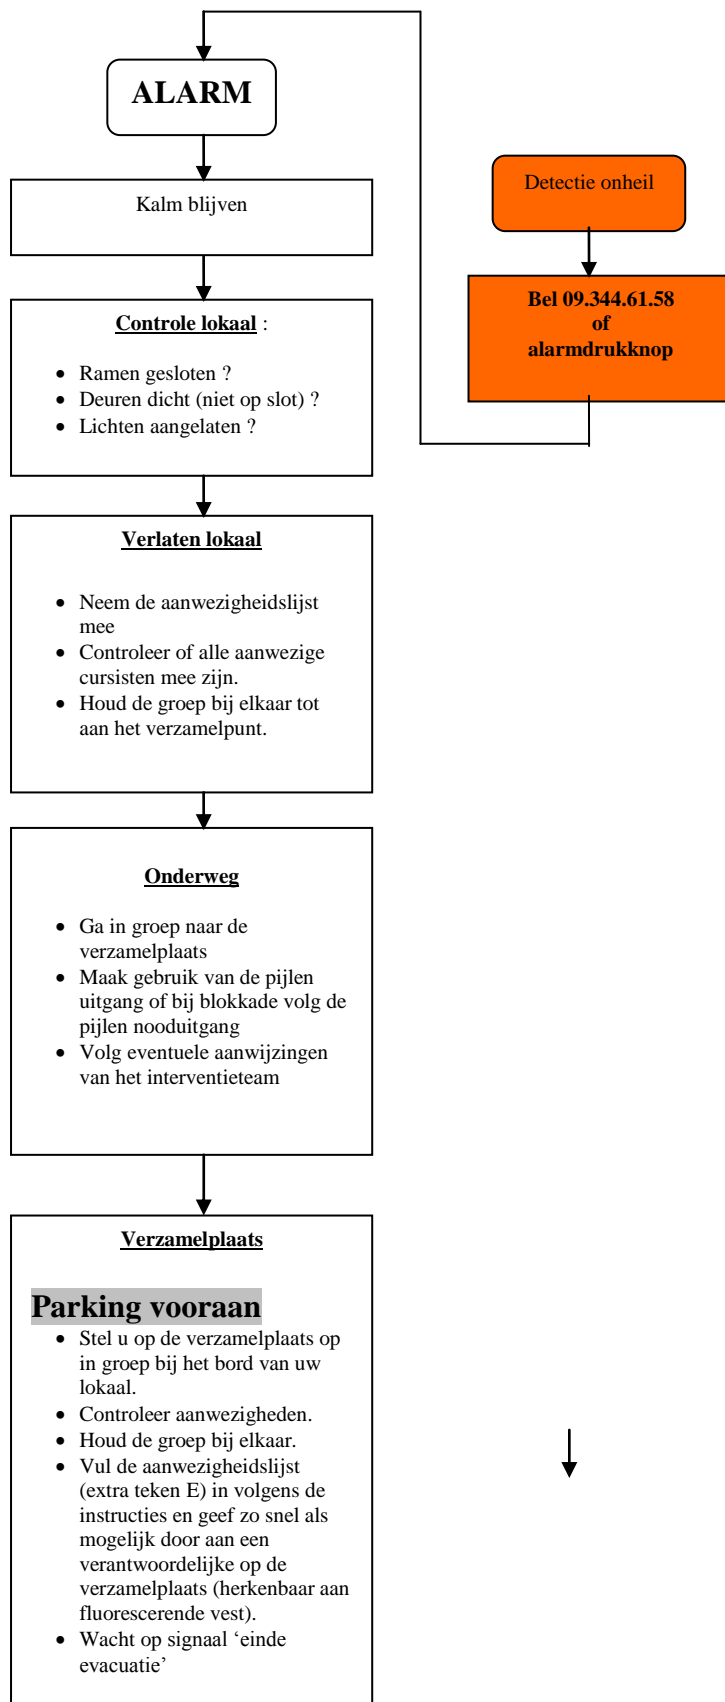 ALARM
Kalm blijven
Detectie onheil
Bel 09.344.61.58
of
alarmdrukknop
Controle lokaal :
• Ramen gesloten ?
• Deuren dicht (niet op slot) ?
• Lichten aangelaten ?
Verlaten lokaal
• Neem de aanwezigheidslijst
mee
• Controleer of alle aanwezige
cursisten mee zijn.
• Houd de groep bij elkaar tot
aan het verzamelpunt.
Onderweg
• Ga in groep naar de
verzamelplaats
• Maak gebruik van de pijlen
uitgang of bij blokkade volg de
pijlen nooduitgang
• Volg eventuele aanwijzingen
van het interventieteam
Verzamelplaats
Parking vooraan
• Stel u op de verzamelplaats op
in groep bij het bord van uw
lokaal.
• Controleer aanwezigheden.
• Houd de groep bij elkaar.
• Vul de aanwezigheidslijst
(extra teken E) in volgens de
instructies en geef zo snel als
mogelijk door aan een
verantwoordelijke op de
verzamelplaats (herkenbaar aan
fluorescerende vest).
• Wacht op signaal ‘einde
evacuatie’